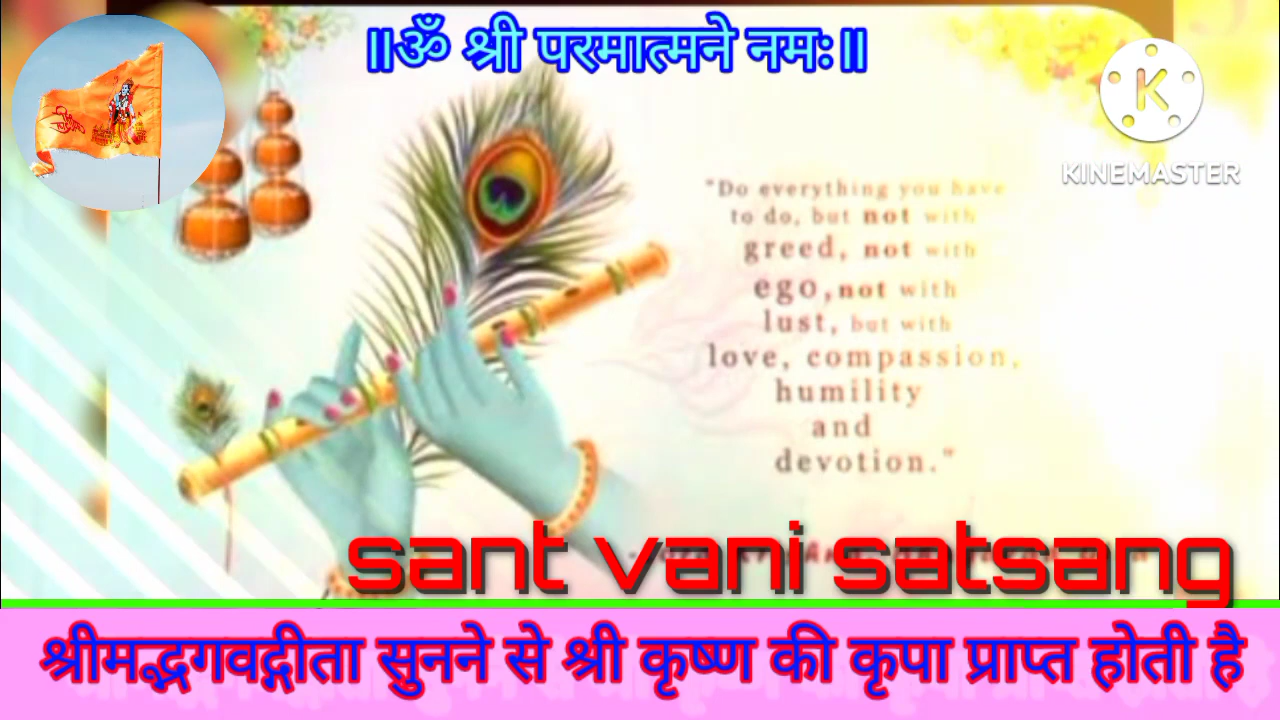 ॥ॐ श्री परमात्मने नमः॥
KINEMASTER
"Do everything you have
to do, but not with
greed, not with
ego, not with
lust, but with
love, compassion,
humility
and
devotion."
sant vani satsang
श्रीमद्भगवद्गीता सुनने से श्री कृष्ण की कृपा प्राप्त होती है